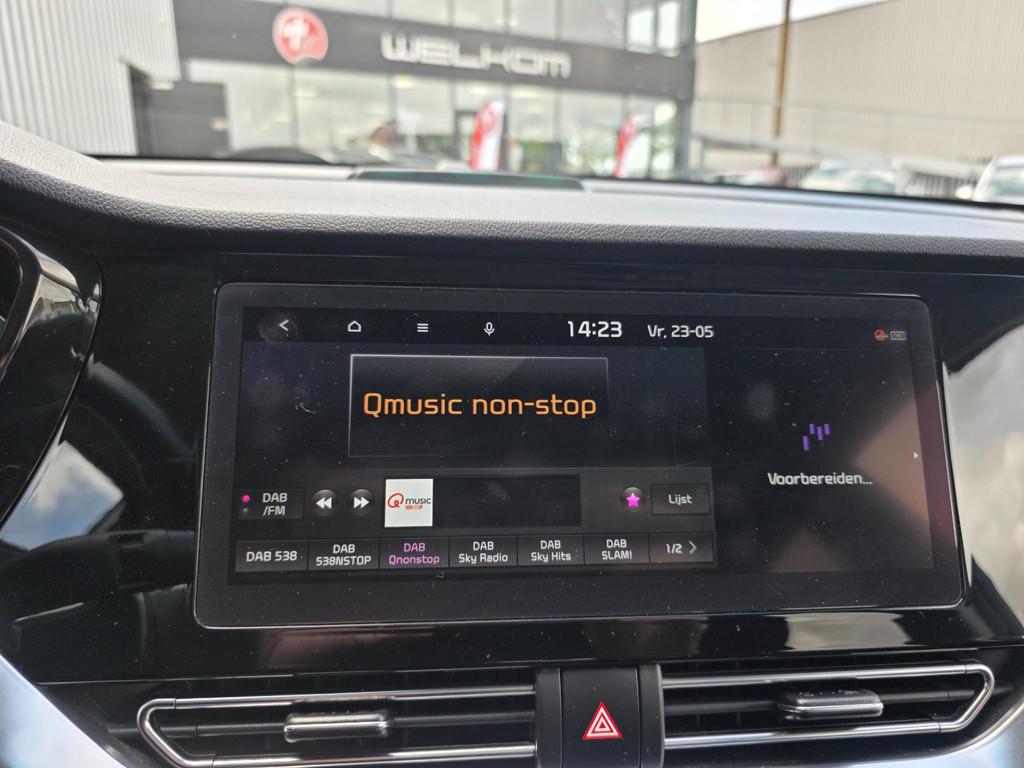 WELKOM
14:23 Vr, 23-05
Qmusic non-stop
Voorbereiden...
DAB
/FM
Q music
NON-STOP
Lijst
DAB 538
DAB
538NSTOP
DAB
Qnonstop
DAB
Sky Radio
DAB
Sky Hits
DAB
SLAM!
1/2